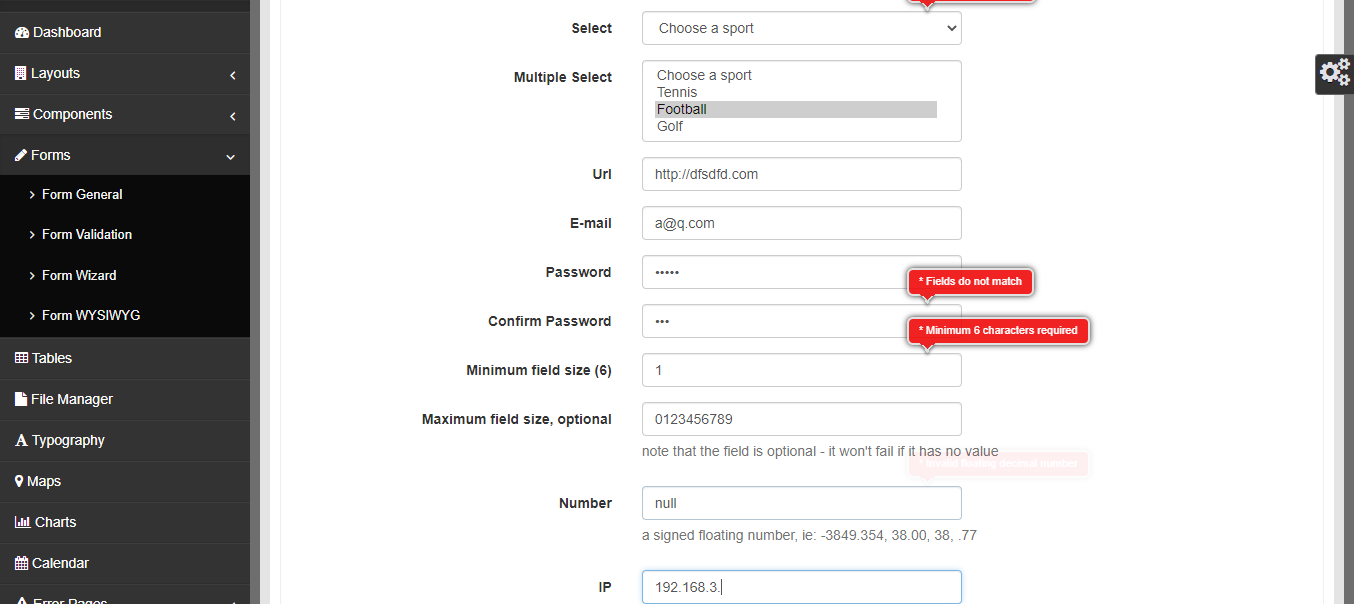 Dashboard
Layouts
Components
Forms
Form General
Form Validation
Form Wizard
Form WYSIWYG
Tables
File Manager
Typography
Maps
Charts
Calendar
Error Pages
Select
Choose a sport
Multiple Select
Choose a sport
Tennis
Football
Golf
Url
http://dfsdfd.com
E-mail
a@q.com
Password
•••••
* Fields do not match
Confirm Password
•••
* Minimum 6 characters required
Minimum field size (6)
1
Maximum field size, optional
0123456789
note that the field is optional - it won't fail if it has no value
* Invalid floating decimal number
Number
null
a signed floating number, ie: -3849.354, 38.00, 38, .77
IP
192.168.3.